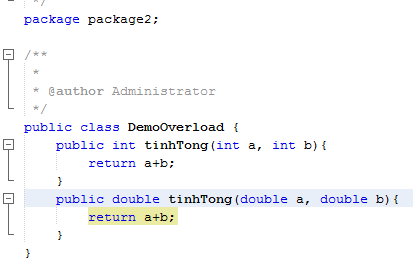 */
package package2;
/**
*
* @author Administrator
*/
public class DemoOverload {
public int tinhTong(int a, int b){
return a+b;
}
public double tinhTong(double a, double b){
return a+b;
}
}